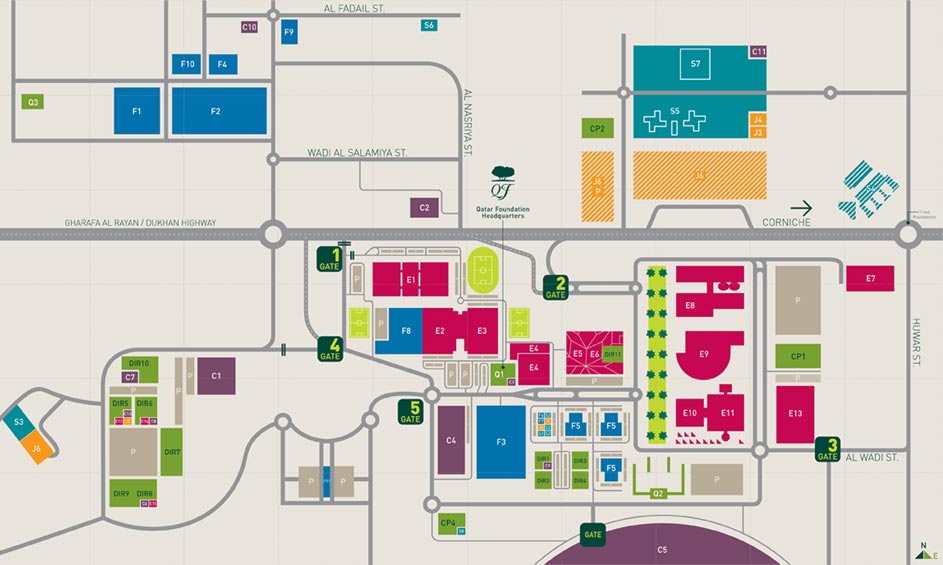 AL FADAIL ST.
C10
F9
S6
F10
F4
S7
C11
Q3
F1
F2
AL NASRIYA ST.
S5
J4
J3
CP2
WADI AL SALAMIYA ST.
J6
P
C2
QF
Qatar Foundation
Headquarters
GHARAFA AL RAYAN / DUKHAN HIGHWAY
CORNICHE
1
GATE
P
E1
2
GATE
E7
E8
P
F8
E2
E3
P
4
GATE
E4
E4
E5
E6
DIR11
E9
CP1
HUWAR ST.
DIR10
C7
P
C1
P
P
P
P
Q1
P
P
P
DIR5
DIR6
5
GATE
C4
F3
F5
F5
E10
E11
E13
S3
J6
P
DIR7
3
GATE
AL WADI ST.
DIR1
DIR3
F5
DIR2
DIR4
P
P
Q2
P
DIR9
DIR8
CP4
GATE
C5
N
E